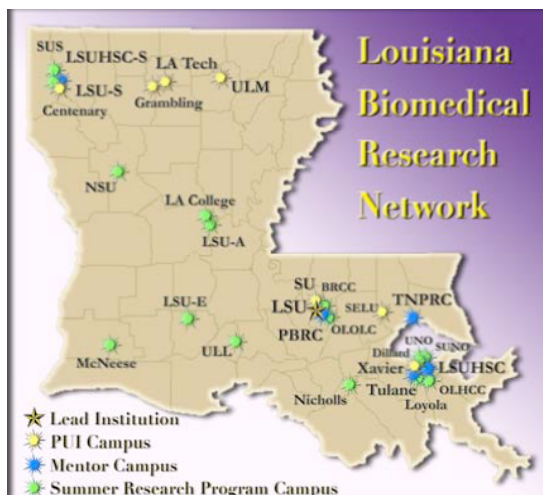 Louisiana
Biomedical
Research
Network
SUS
LSUHSC-S
LA Tech
LSU-S
Centenary
Grambling
ULM
NSU
LA College
LSU-A
SU BRCC
LSU
SELU
TNPRC
LSU-E
PBRC
OLOLC
UNO
SUNO
Dillard
McNeese
ULL
Xavier
LSUHSC
Nicholls
Tulane
OLHCC
Loyola
Lead Institution
PUI Campus
Mentor Campus
Summer Research Program Campus